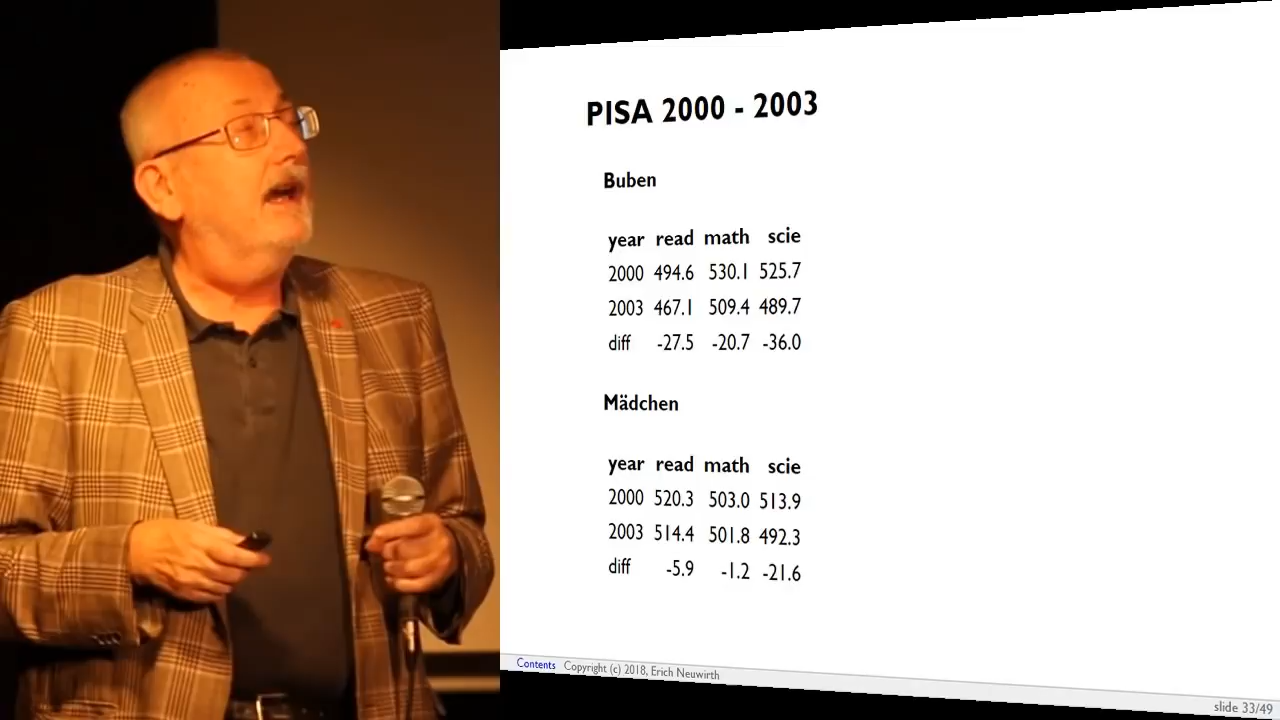 PISA 2000 - 2003
Buben
year read math scie
2000 494.6 530.1 525.7
2003 467.1 509.4 489.7
diff -27.5 -20.7 -36.0
Mädchen
year read math scie
2000 520.3 503.0 513.9
2003 514.4 501.8 492.3
diff -5.9 -1.2 -21.6
Contents Copyright (c) 2018, Erich Neuwirth
slide 33/49